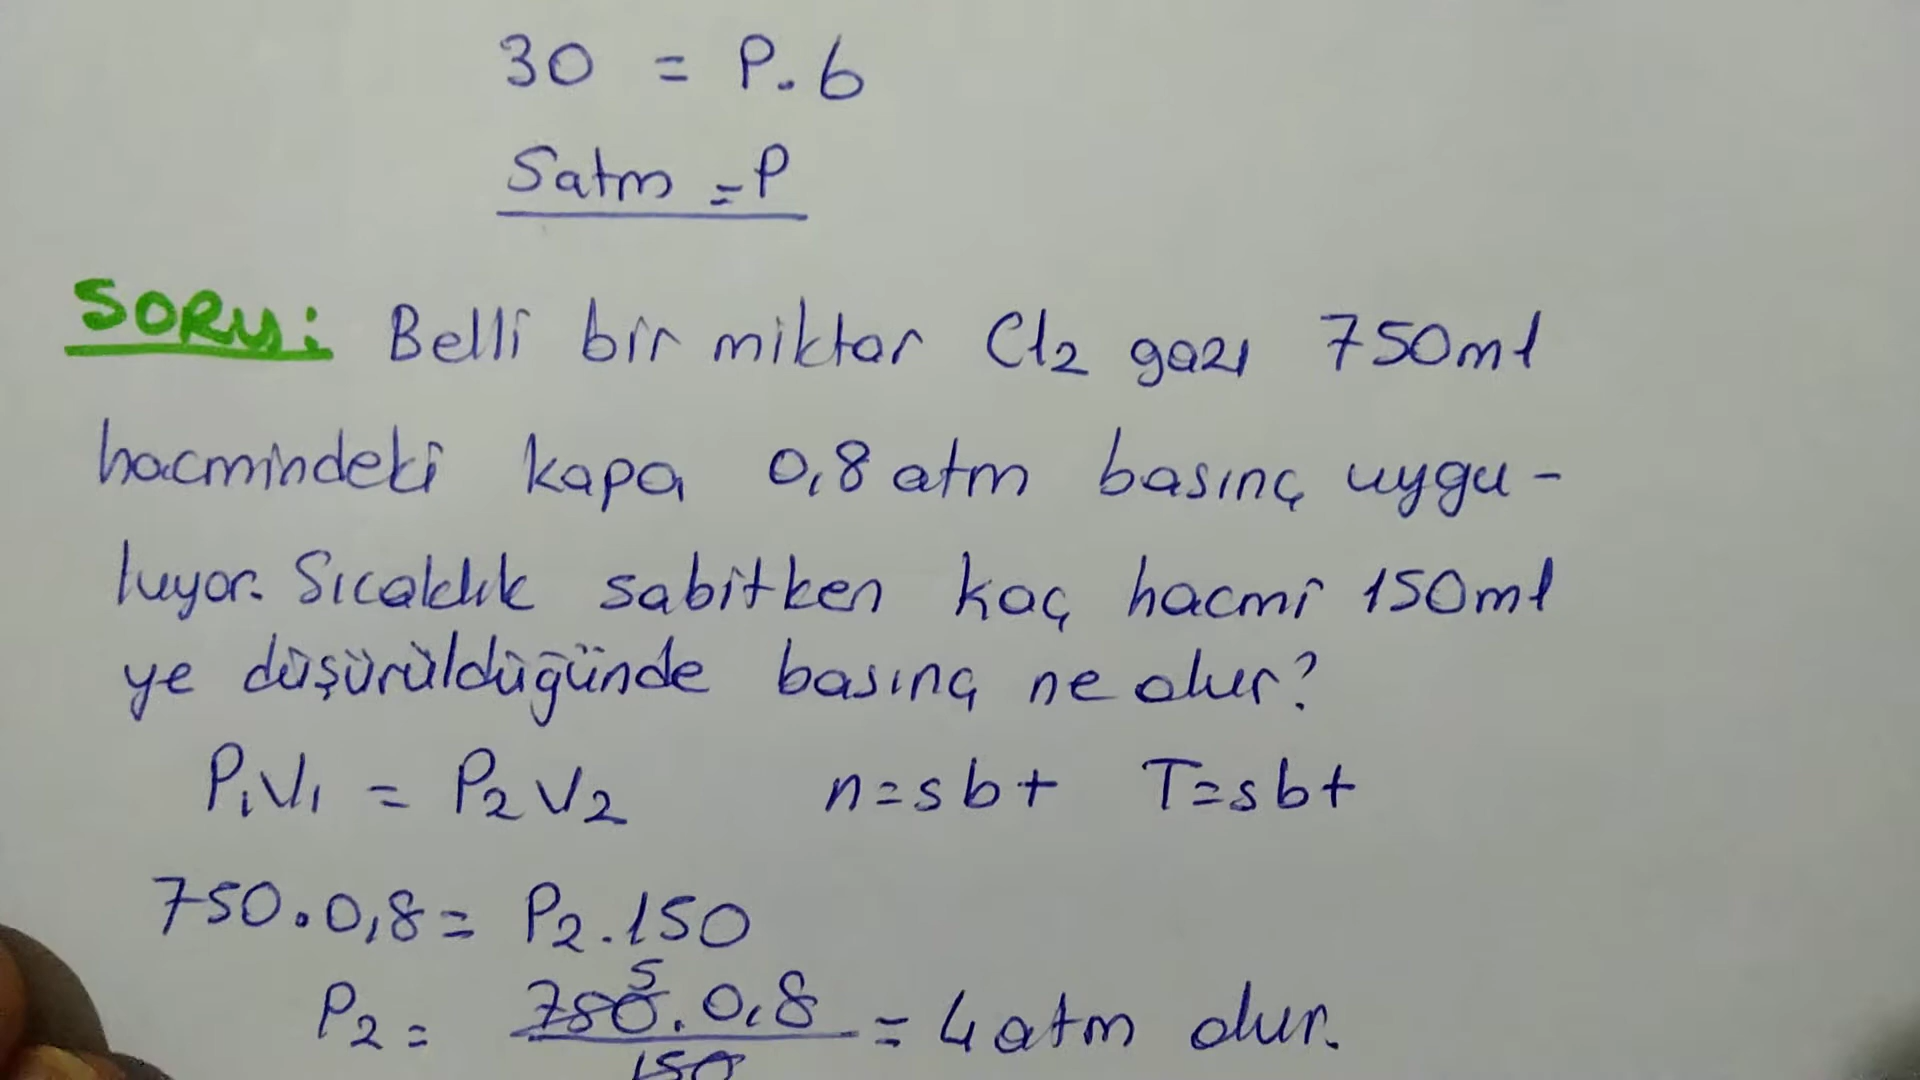 30 = P.6
5atm = P
SORU: Belli bir miktar Cl2 gazı 750ml
hacmindeki kapa 0,8 atm basınç uygu-
luyor. Sıcaklık sabitken kaç hacmi 150ml
ye düşürüldüğünde basınç ne olur?
P1V1 = P2V2 n=sbt T=sbt
750.0,8= P2.150
5
P2 = 750.0,8 = 4 atm olur.
150